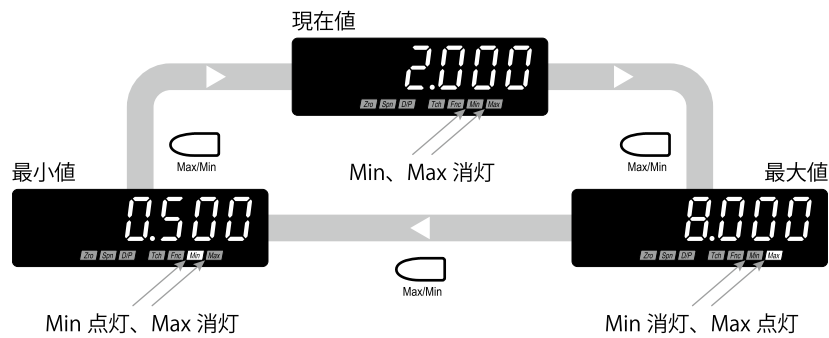 現在値
2.000
Zro Spn D/P Tch Fnc Min Max
Min、Max 消灯
Max/Min
Max/Min
最小値
0.500
Zro Spn D/P Tch Fnc Min Max
Min 点灯、Max 消灯
Max/Min
最大値
8.000
Zro Spn D/P Tch Fnc Min Max
Min 消灯、Max 点灯